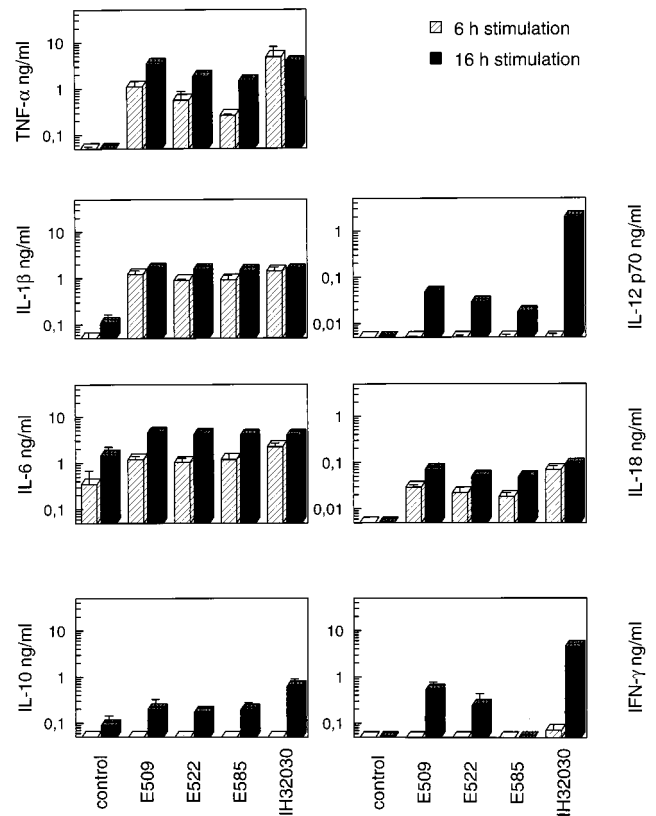 6 h stimulation
16 h stimulation
TNF-α ng/ml
10
1
0,1
IL-1β ng/ml
10
1
0,1
IL-12 p70 ng/ml
1
0,1
0,01
IL-6 ng/ml
10
1
0,1
IL-18 ng/ml
1
0,1
0,01
IL-10 ng/ml
10
1
0,1
IFN-γ ng/ml
10
1
0,1
control
E509
E522
E585
IH32030
control
E509
E522
E585
IH32030